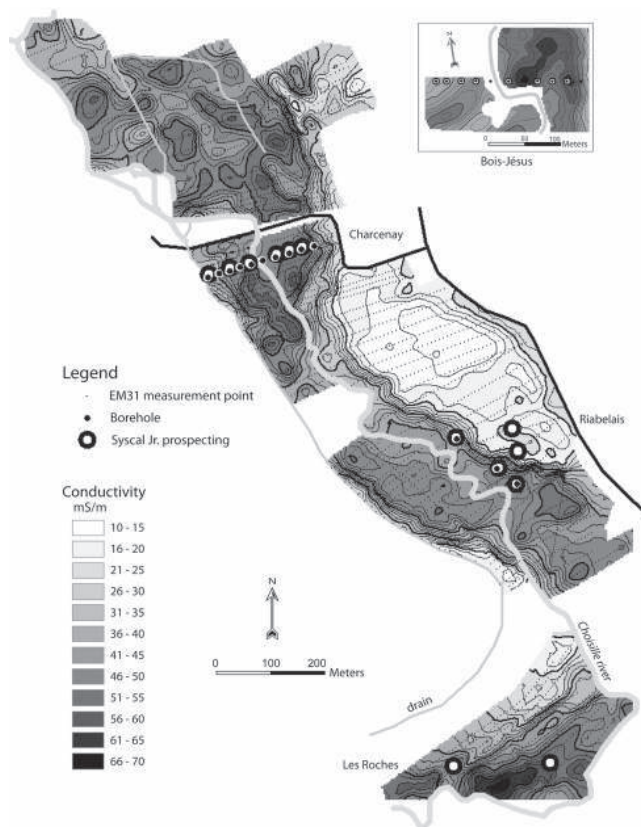 N
0 50 100
Meters
Bois-Jésus
Charcenay
Legend
EM31 measurement point
Borehole
Syscal Jr. prospecting
Riabelais
Conductivity
mS/m
10 - 15
16 - 20
21 - 25
26 - 30
31 - 35
36 - 40
41 - 45
46 - 50
51 - 55
56 - 60
61 - 65
66 - 70
N
0 100 200
Meters
Choisille river
drain
Les Roches